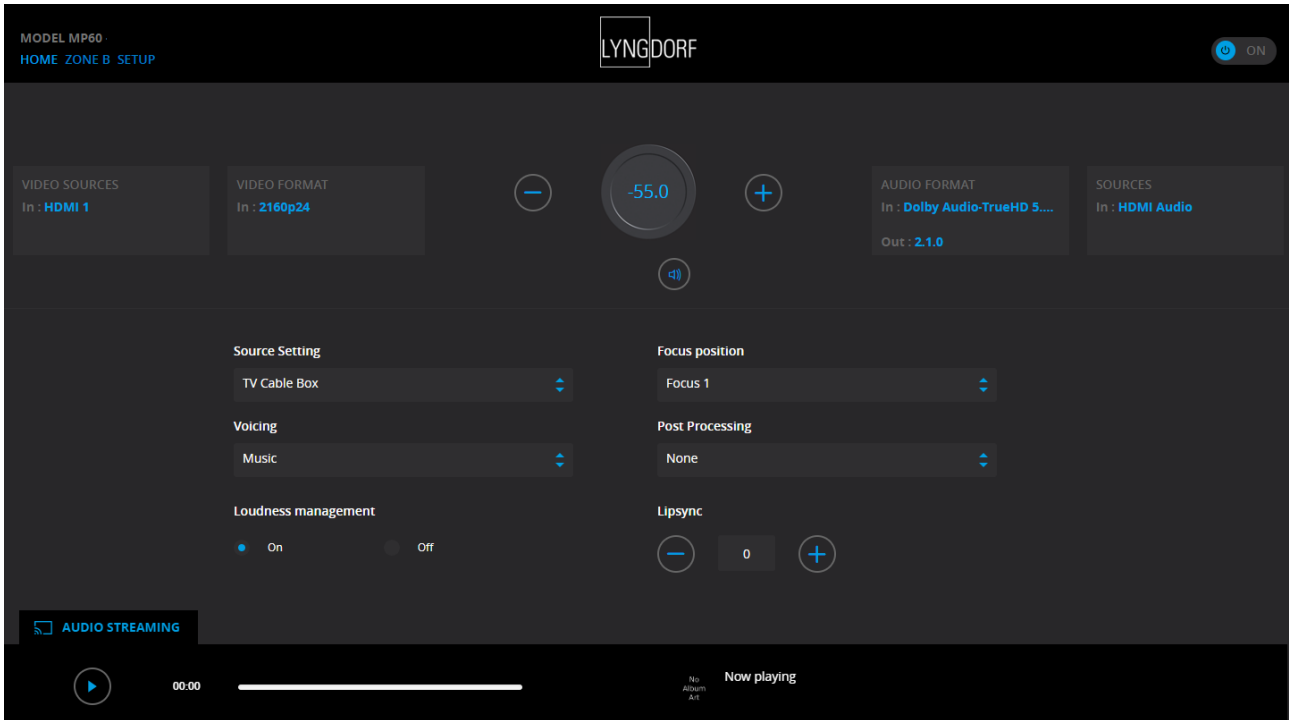 MODEL MP60
HOME ZONE B SETUP
LYNGDORF
ON
VIDEO SOURCES
In : HDMI 1
VIDEO FORMAT
In : 2160p24
-55.0
AUDIO FORMAT
In : Dolby Audio-TrueHD 5....
Out : 2.1.0
SOURCES
In : HDMI Audio
Source Setting
TV Cable Box
Focus position
Focus 1
Voicing
Music
Post Processing
None
Loudness management
On Off
Lipsync
0
AUDIO STREAMING
00:00
No
Album
Art
Now playing